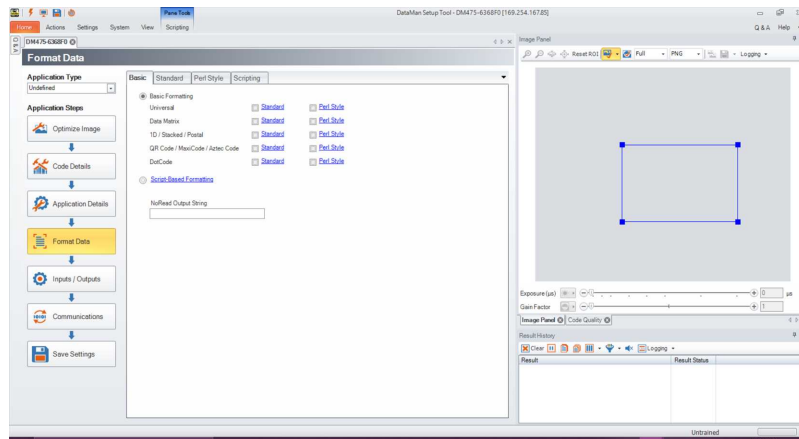 Pane Tools
DataMan Setup Tool - DM475-6368F0 [169.254.167.85]
Home Actions Settings System View Scripting
Q & A Help
DM475-6368F0
Image Panel
Format Data
Reset ROI Full PNG Logging
Application Type
Undefined
Basic Standard Perl Style Scripting
Basic Formatting
Application Steps
Universal Standard Perl Style
Data Matrix Standard Perl Style
Optimize Image
1D / Stacked / Postal Standard Perl Style
QR Code / MaxiCode / Aztec Code Standard Perl Style
DotCode Standard Perl Style
Code Details
Script-Based Formatting
NoRead Output String
Application Details
Format Data
Inputs / Outputs
Exposure (µs) 0 µs
Gain Factor 1
Communications
Image Panel Code Quality
Result History
Save Settings
Clear Logging
Result Result Status
Untrained